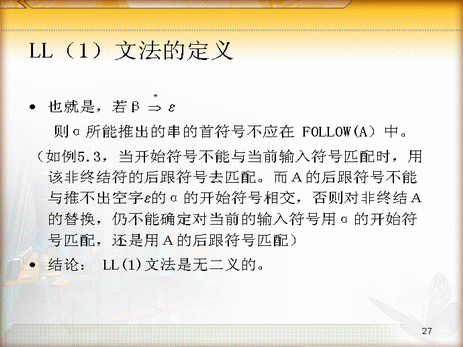 LL（1）文法的定义
• 也就是，若β ⇒* ε
则α所能推出的串的首符号不应在 FOLLOW(A）中。
（如例5.3，当开始符号不能与当前输入符号匹配时，用
该非终结符的后跟符号去匹配。而A的后跟符号不能
与推不出空字ε的α的开始符号相交，否则对非终结A
的替换，仍不能确定对当前的输入符号用α的开始符
号匹配，还是用A的后跟符号匹配）
• 结论： LL(1)文法是无二义的。
27